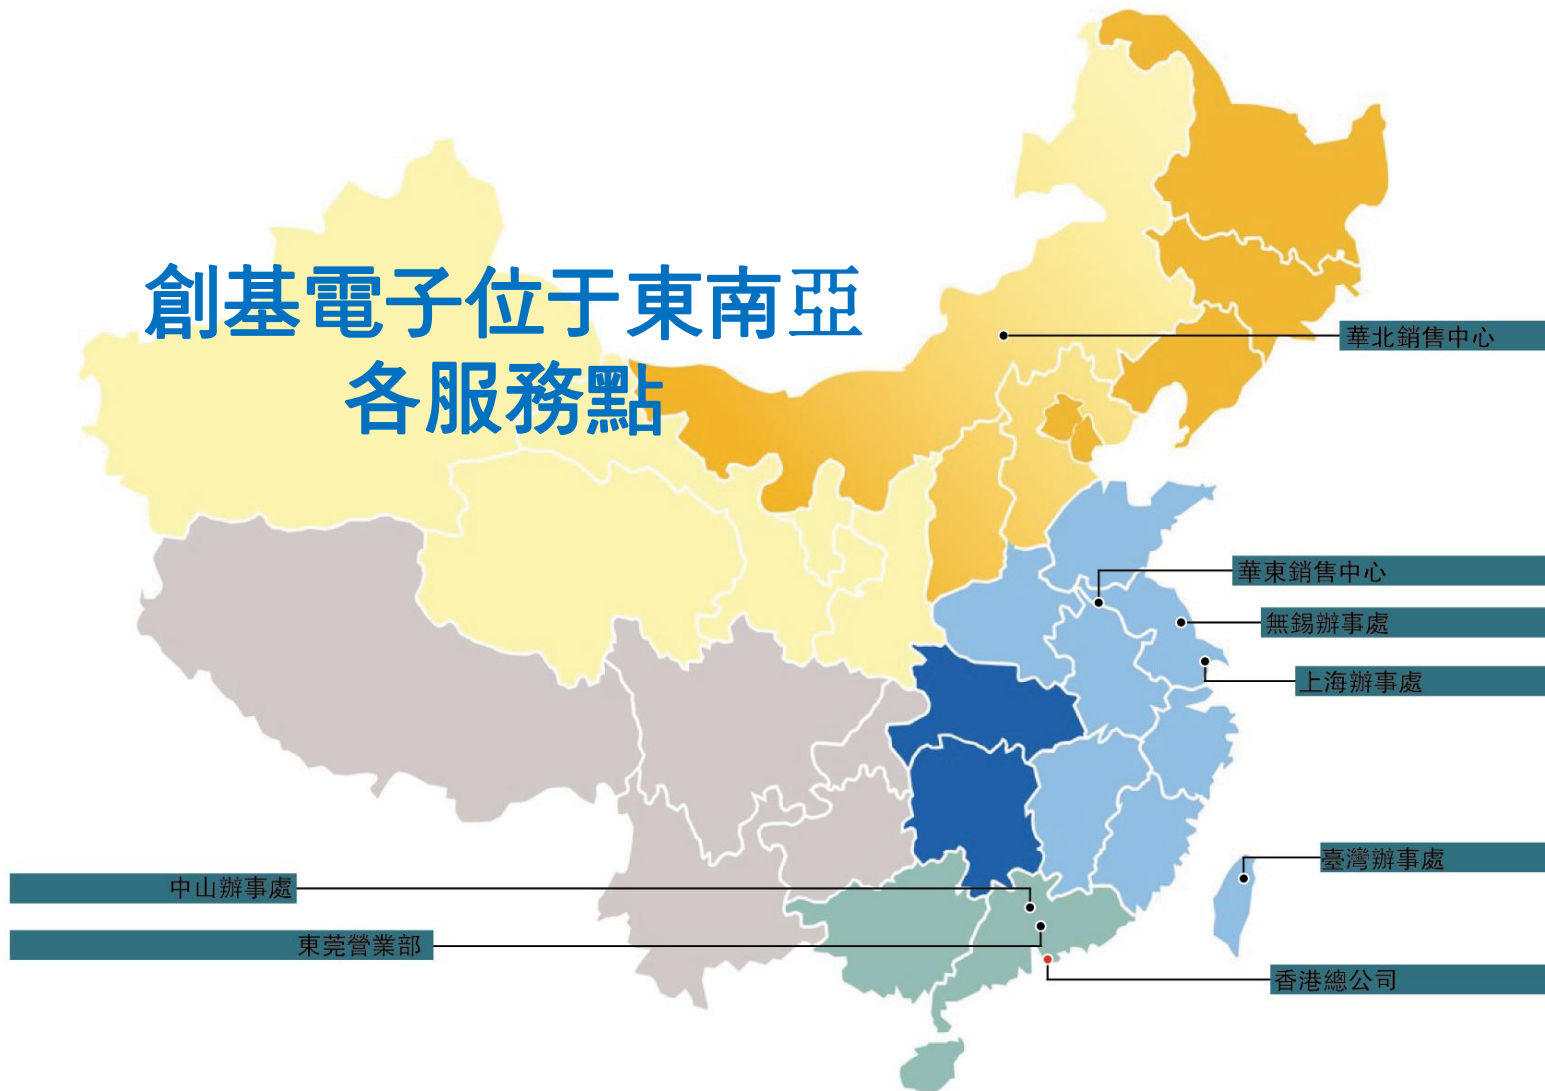 創基電子位于東南亞
各服務點
華北銷售中心
華東銷售中心
無錫辦事處
上海辦事處
臺灣辦事處
中山辦事處
東莞營業部
香港總公司